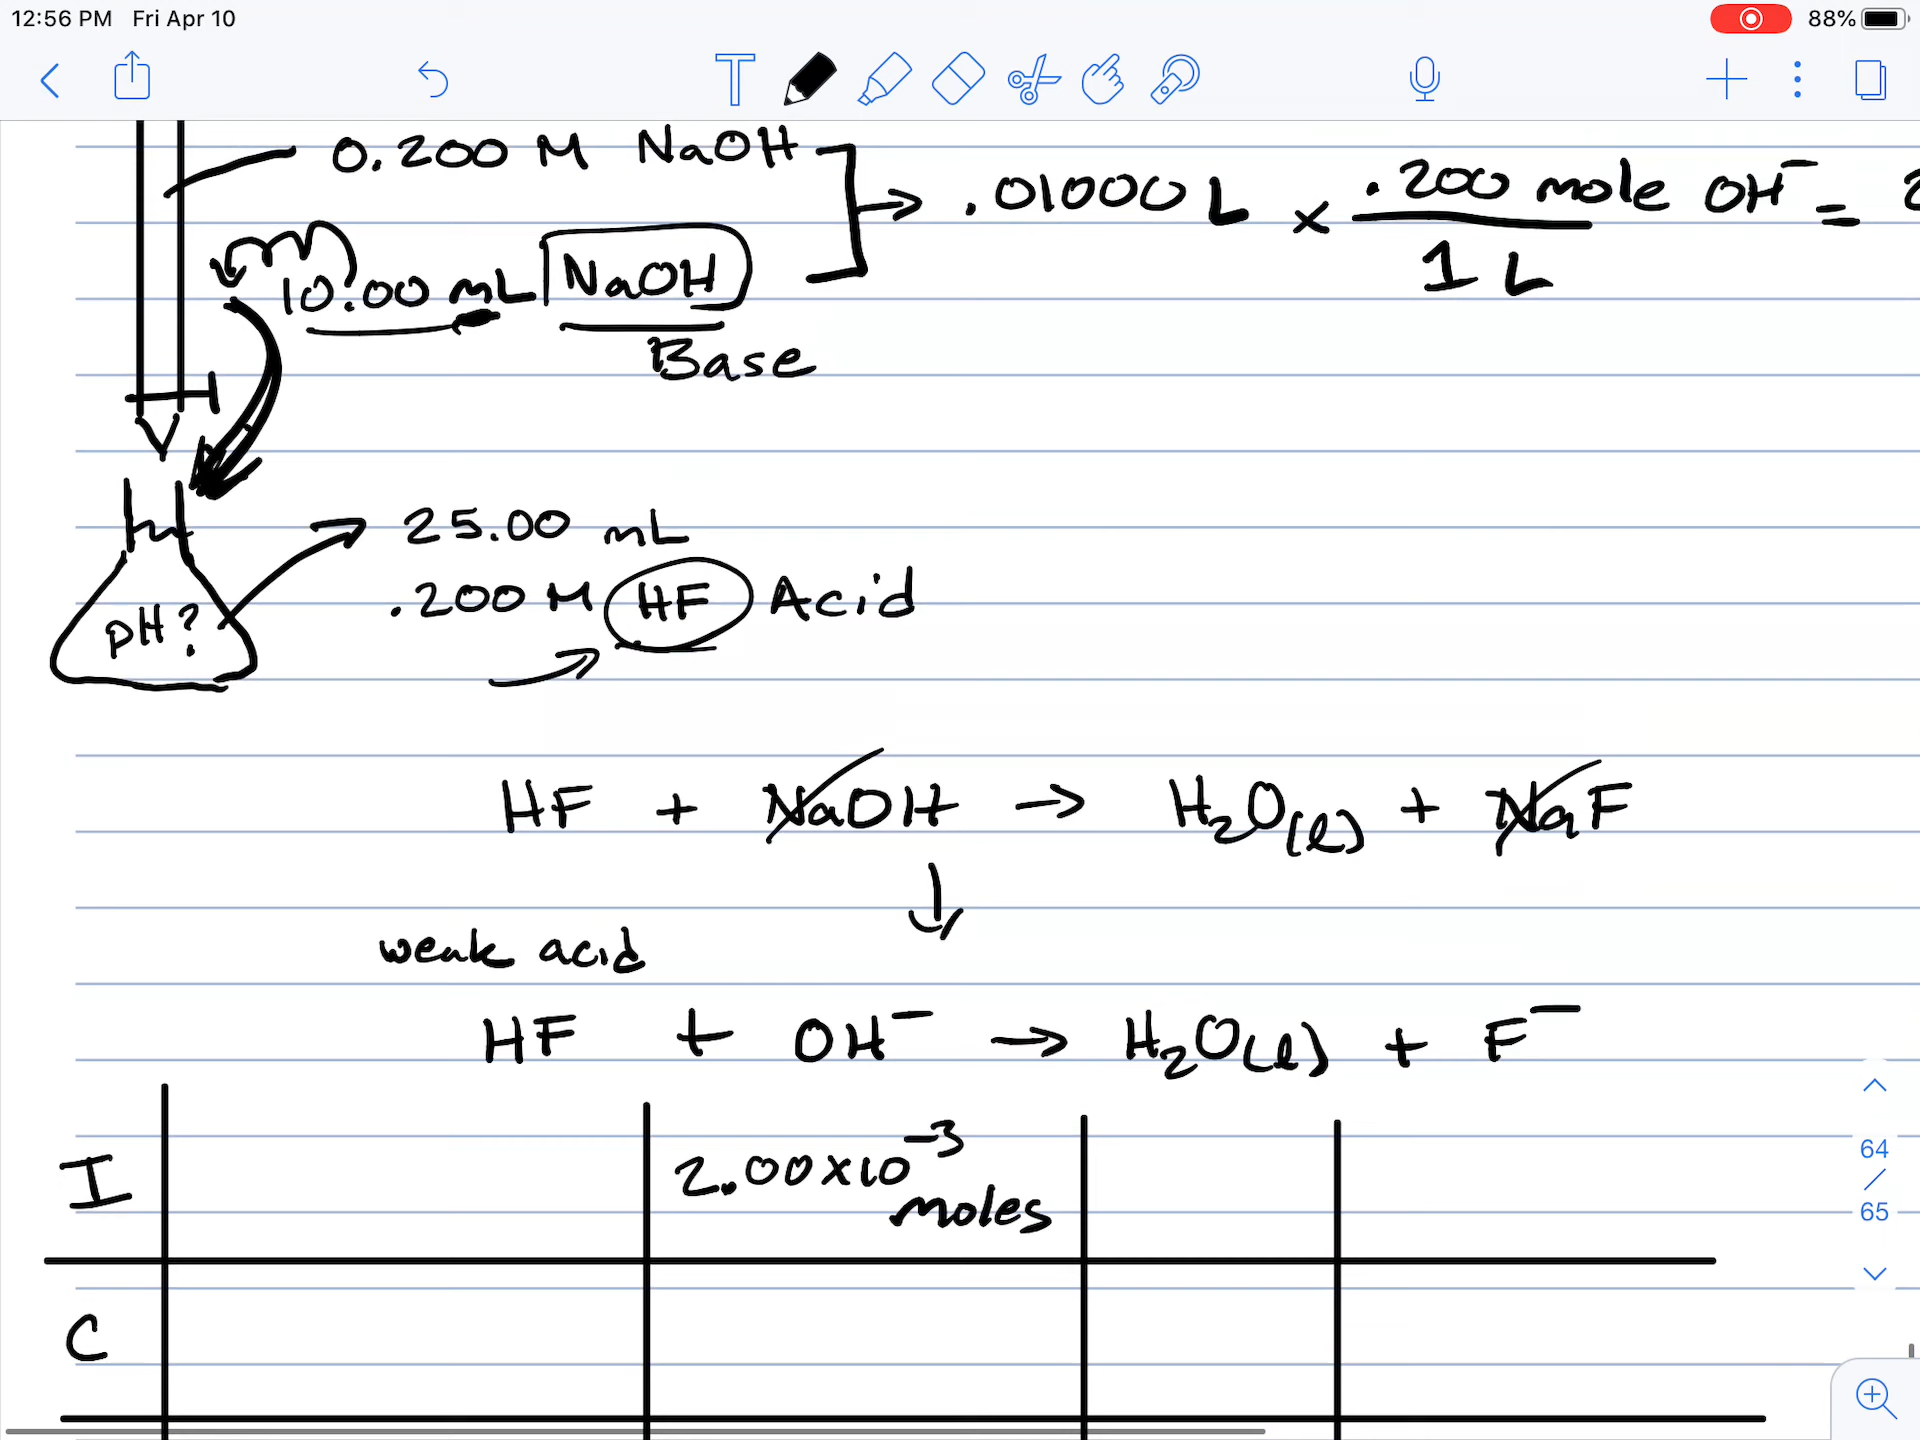 12:56 PM Fri Apr 10 88%
T
0.200 M NaOH → .01000 L x .200 mole OH⁻ / 1 L =
10.00 mL NaOH
Base
25.00 mL
.200 M HF Acid
pH?
HF + NaOH → H₂O(l) + NaF
weak acid
HF + OH⁻ → H₂O(l) + F⁻
I 2.00x10⁻³ moles
C
64
/
65